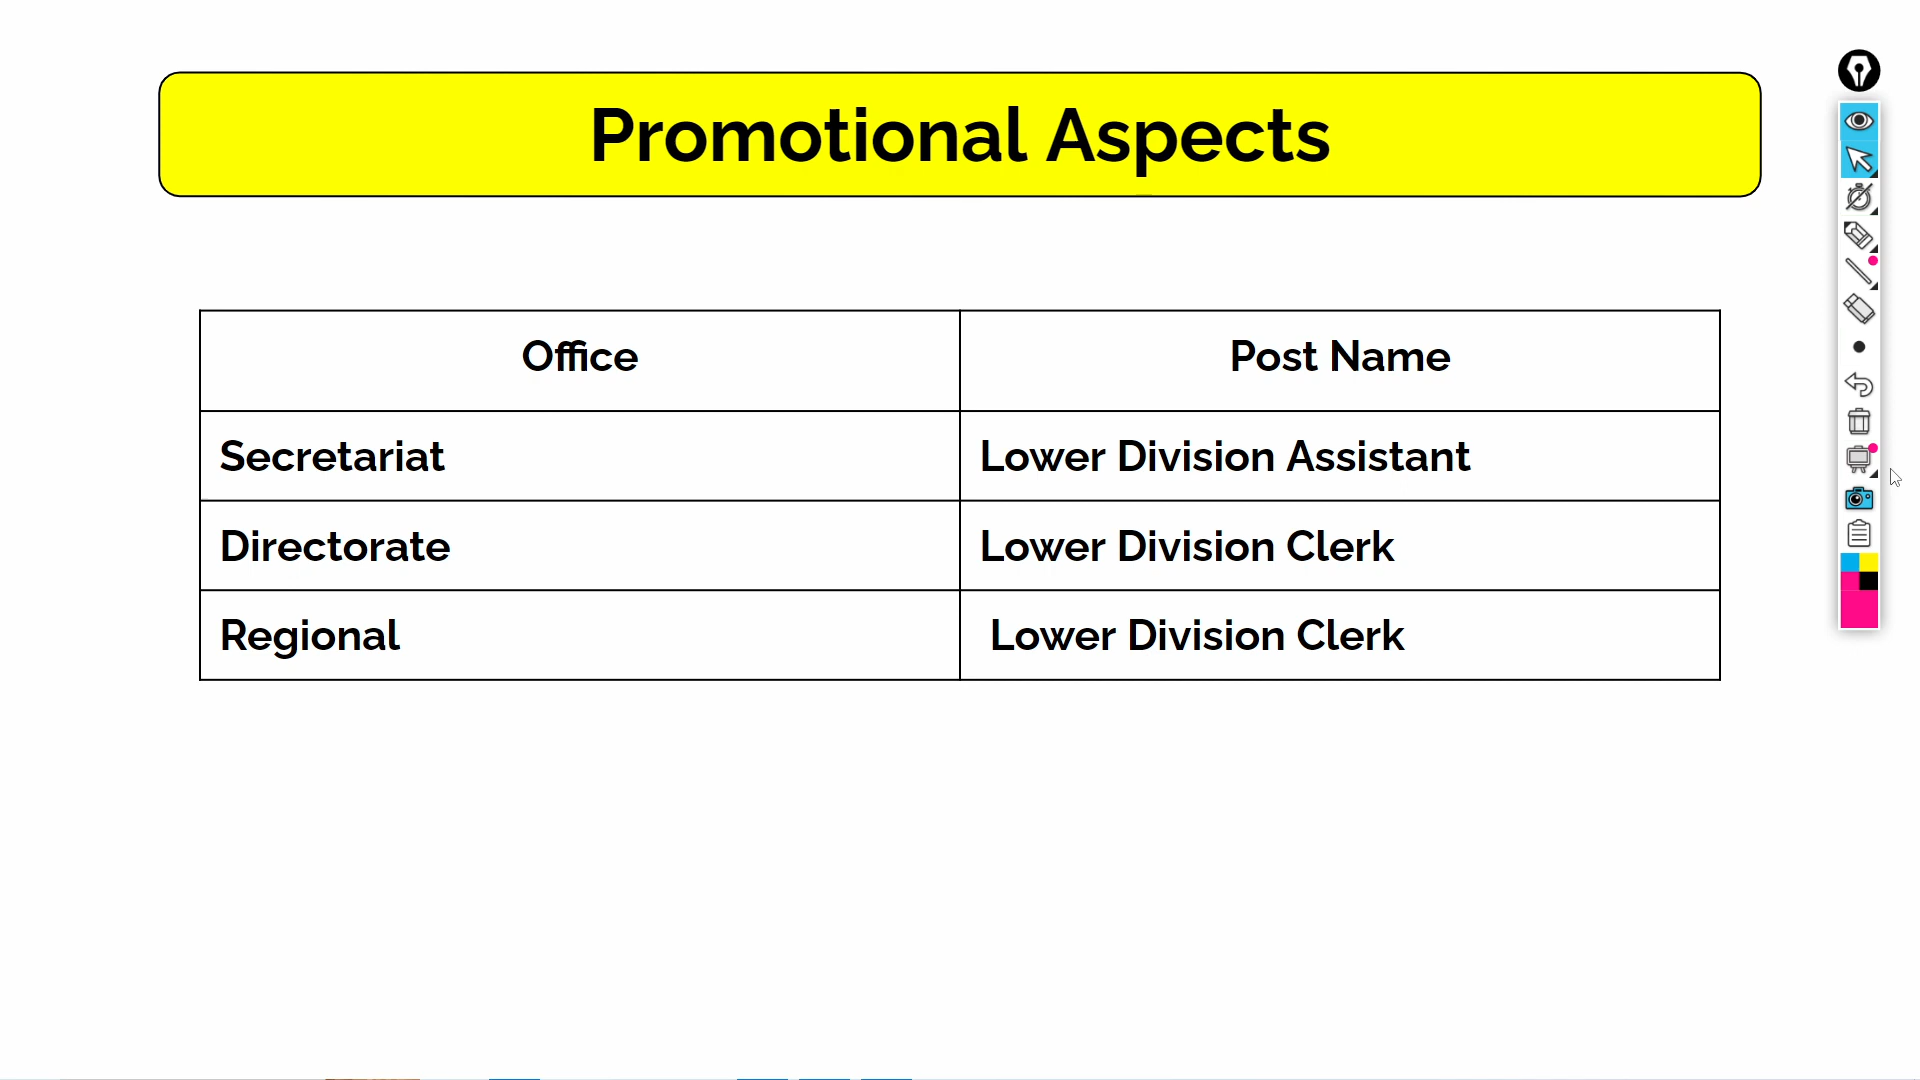 Promotional Aspects
Office Post Name
Secretariat Lower Division Assistant
Directorate Lower Division Clerk
Regional Lower Division Clerk